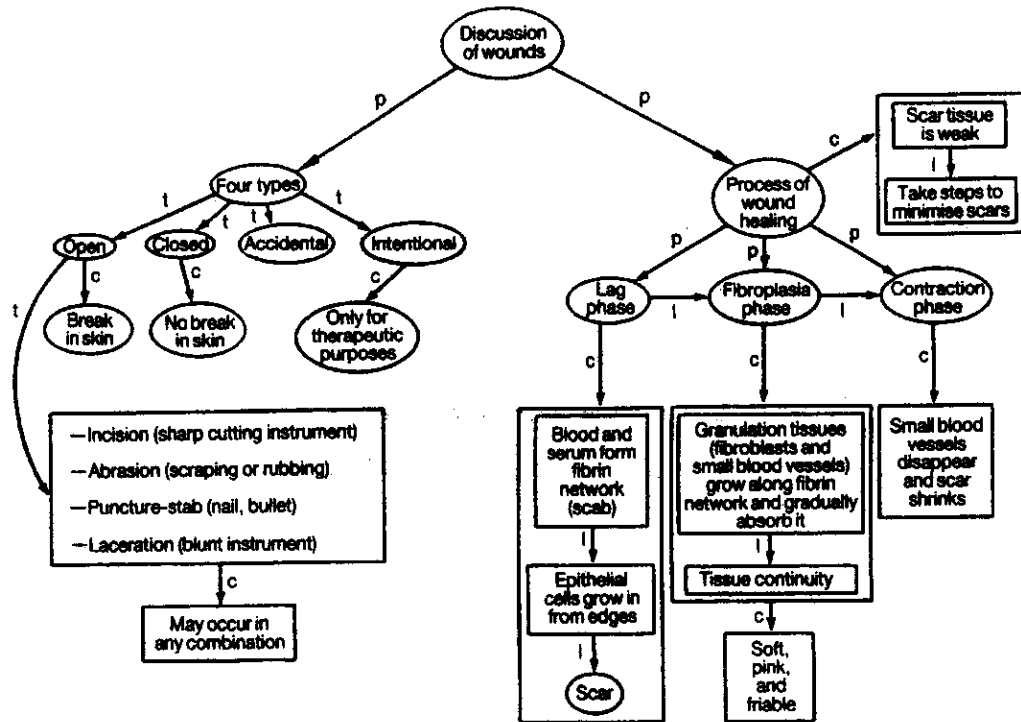 Discussion
of wounds
p
p
Four types
t
t
t
t
Open
Closed
Accidental
Intentional
c
c
c
t
Break
in skin
No break
in skin
Only for
therapeutic
purposes
—Incision (sharp cutting instrument)
—Abrasion (scraping or rubbing)
—Puncture-stab (nail, bullet)
—Laceration (blunt instrument)
c
May occur in
any combination
Process of
wound
healing
c
Scar tissue
is weak
l
Take steps to
minimise scars
p
p
p
Lag
phase
l
Fibroplasia
phase
l
Contraction
phase
c
c
c
Blood and
serum form
fibrin
network
(scab)
l
Epithelial
cells grow in
from edges
l
Scar
Granulation tissues
(fibroblasts and
small blood vessels)
grow along fibrin
network and gradually
absorb it
l
Tissue continuity
c
Soft,
pink,
and
friable
Small blood
vessels
disappear
and scar
shrinks